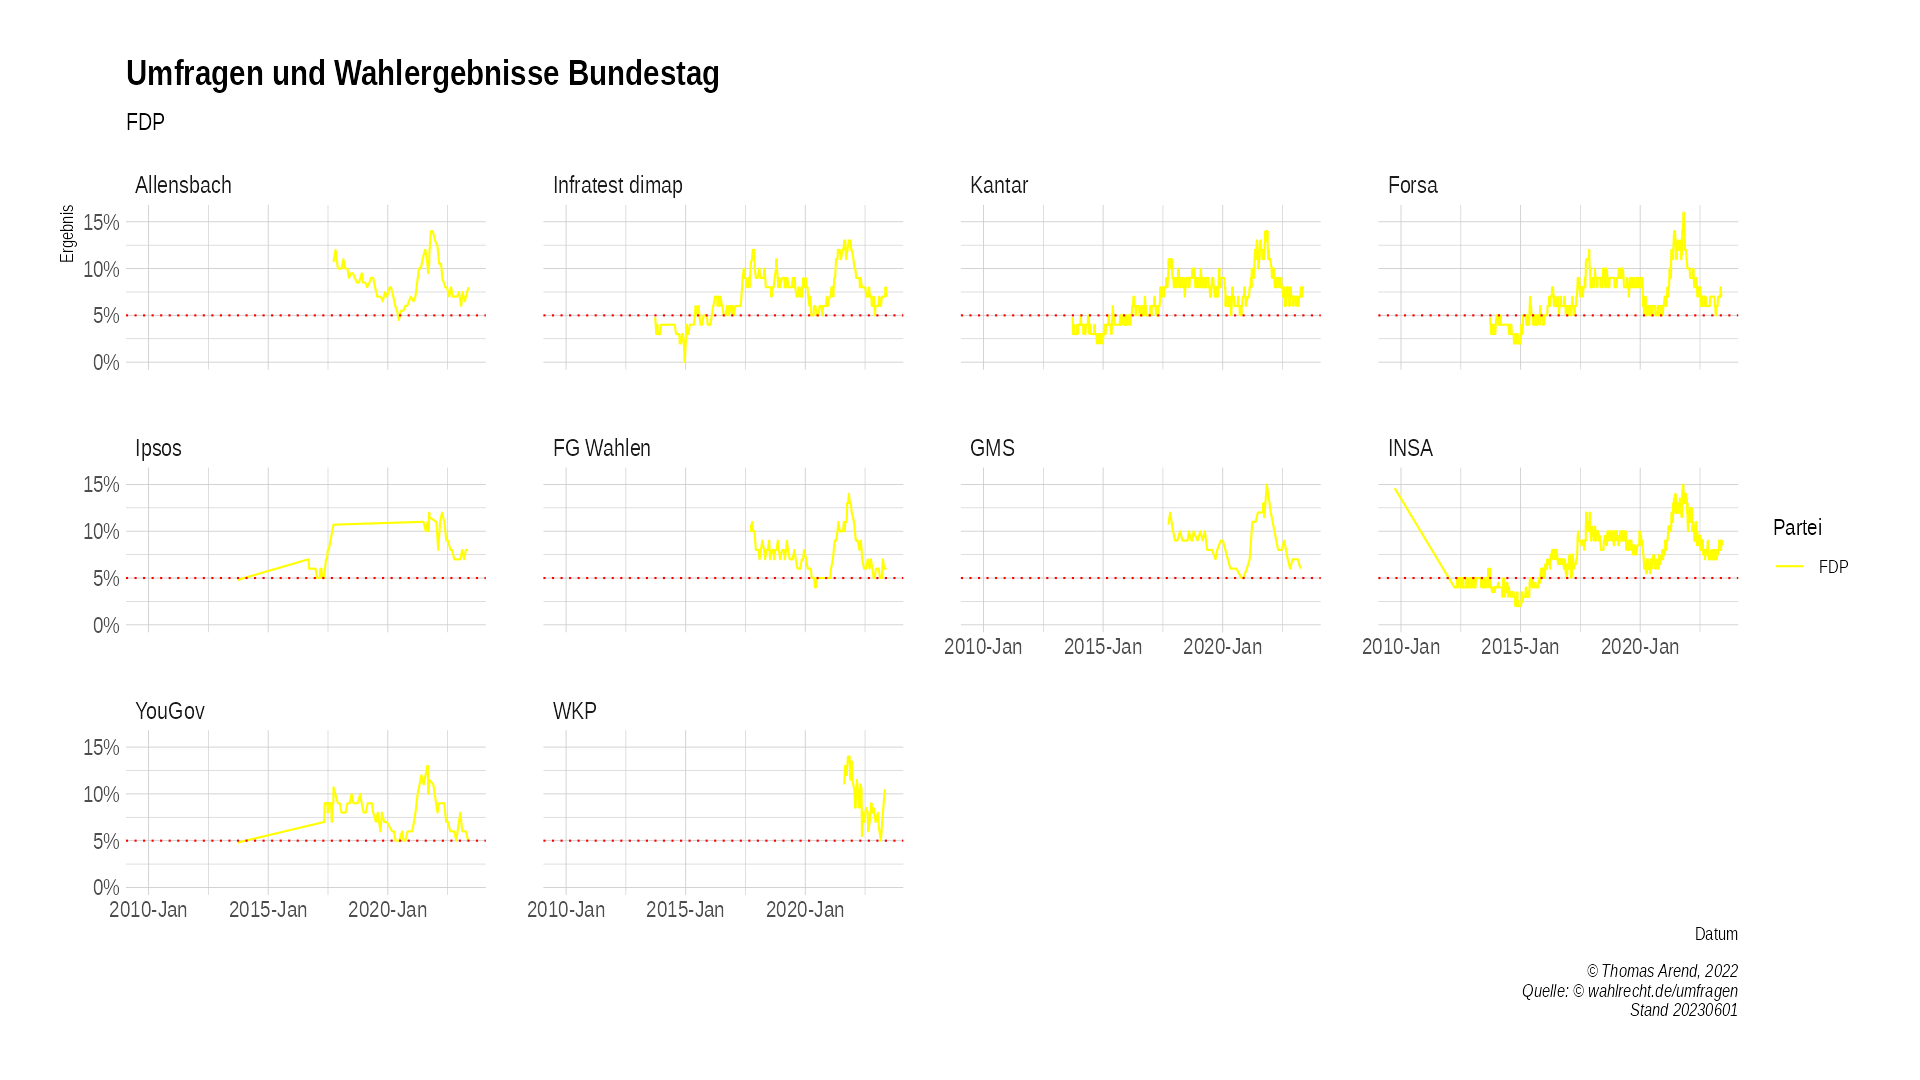 Umfragen und Wahlergebnisse Bundestag
FDP
Allensbach
Infratest dimap
Kantar
Forsa
Ergebnis
15%
10%
5%
0%
Ipsos
FG Wahlen
GMS
INSA
15%
10%
5%
0%
2010-Jan 2015-Jan 2020-Jan
2010-Jan 2015-Jan 2020-Jan
Partei
FDP
YouGov
WKP
15%
10%
5%
0%
2010-Jan 2015-Jan 2020-Jan
2010-Jan 2015-Jan 2020-Jan
Datum
© Thomas Arend, 2022
Quelle: © wahlrecht.de/umfragen
Stand 20230601